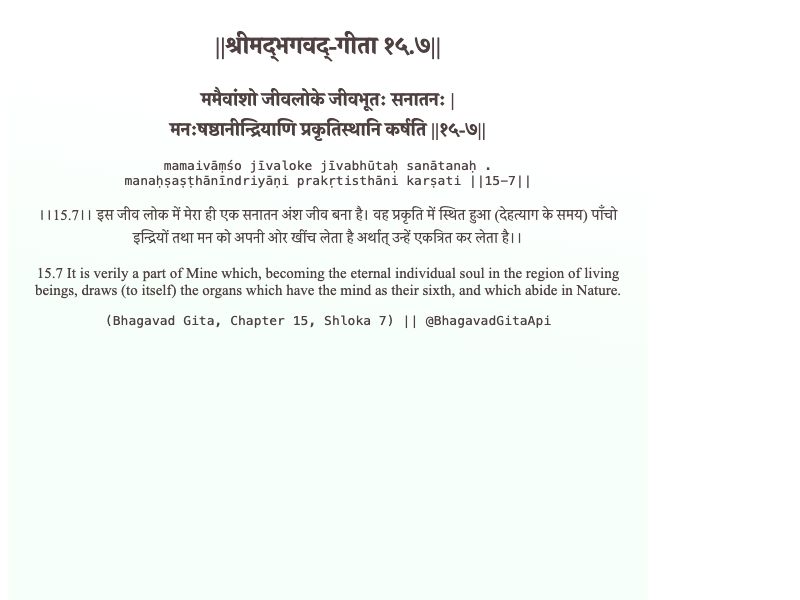 ||श्रीमद्‍भगवद्‍-गीता १५.७||
ममैवांशो जीवलोके जीवभूतः सनातनः |
मनःषष्ठानीन्द्रियाणि प्रकृतिस्थानि कर्षति ||१५-७||
mamaivāṃśo jīvaloke jīvabhūtaḥ sanātanaḥ .
manaḥṣaṣṭhānīndriyāṇi prakṛtisthāni karṣati ||15-7||
।।15.7।। इस जीव लोक में मेरा ही एक सनातन अंश जीव बना है। वह प्रकृति में स्थित हुआ (देहत्याग के समय) पाँचो
इन्द्रियों तथा मन को अपनी ओर खींच लेता है अर्थात् उन्हें एकत्रित कर लेता है।।
15.7 It is verily a part of Mine which, becoming the eternal individual soul in the region of living
beings, draws (to itself) the organs which have the mind as their sixth, and which abide in Nature.
(Bhagavad Gita, Chapter 15, Shloka 7) || @BhagavadGitaApi